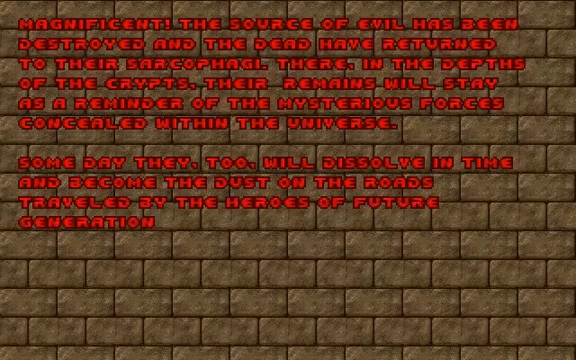 MAGNIFICENT! THE SOURCE OF EVIL HAS BEEN
DESTROYED AND THE DEAD HAVE RETURNED
TO THEIR SARCOPHAGI. THERE, IN THE DEPTHS
OF THE CRYPTS, THEIR REMAINS WILL STAY
AS A REMINDER OF THE MYSTERIOUS FORCES
CONCEALED WITHIN THE UNIVERSE.
SOME DAY THEY, TOO, WILL DISSOLVE IN TIME
AND BECOME THE DUST ON THE ROADS
TRAVELED BY THE HEROES OF FUTURE
GENERATION